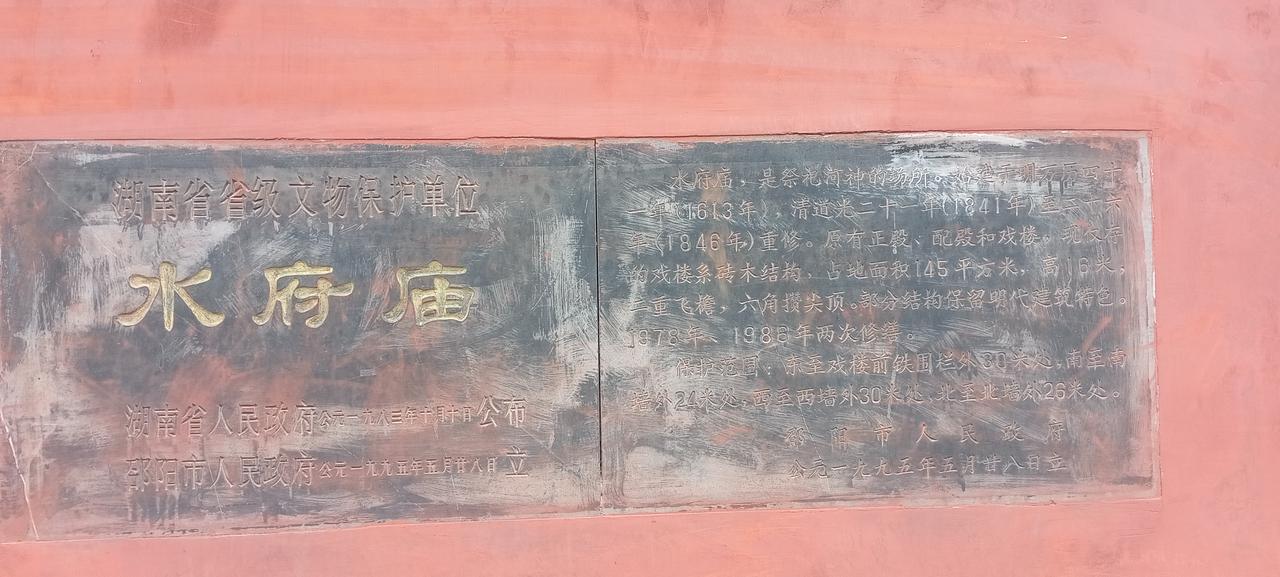 湖南省省级文物保护单位
水府庙
湖南省人民政府公元一九八三年十月十日公布
邵阳市人民政府公元一九九五年五月廿八日立
水府庙，是祭祀河神的场所，始建于明万历四十
一年(1613年)，清道光二十一年(1841年)至二十六
年(1846年)重修。原有正殿、配殿和戏楼。现仅存
的戏楼系砖木结构，占地面积145平方米，高16米，
三重飞檐，六角攒尖顶。部分结构保留明代建筑特色。
1978年、1986年两次修缮。
保护范围：东至戏楼前铁围栏外30米处，南至南
墙外24米处，西至西墙外30米处，北至北墙外26米处。
邵阳市人民政府
公元一九九五年五月廿八日立